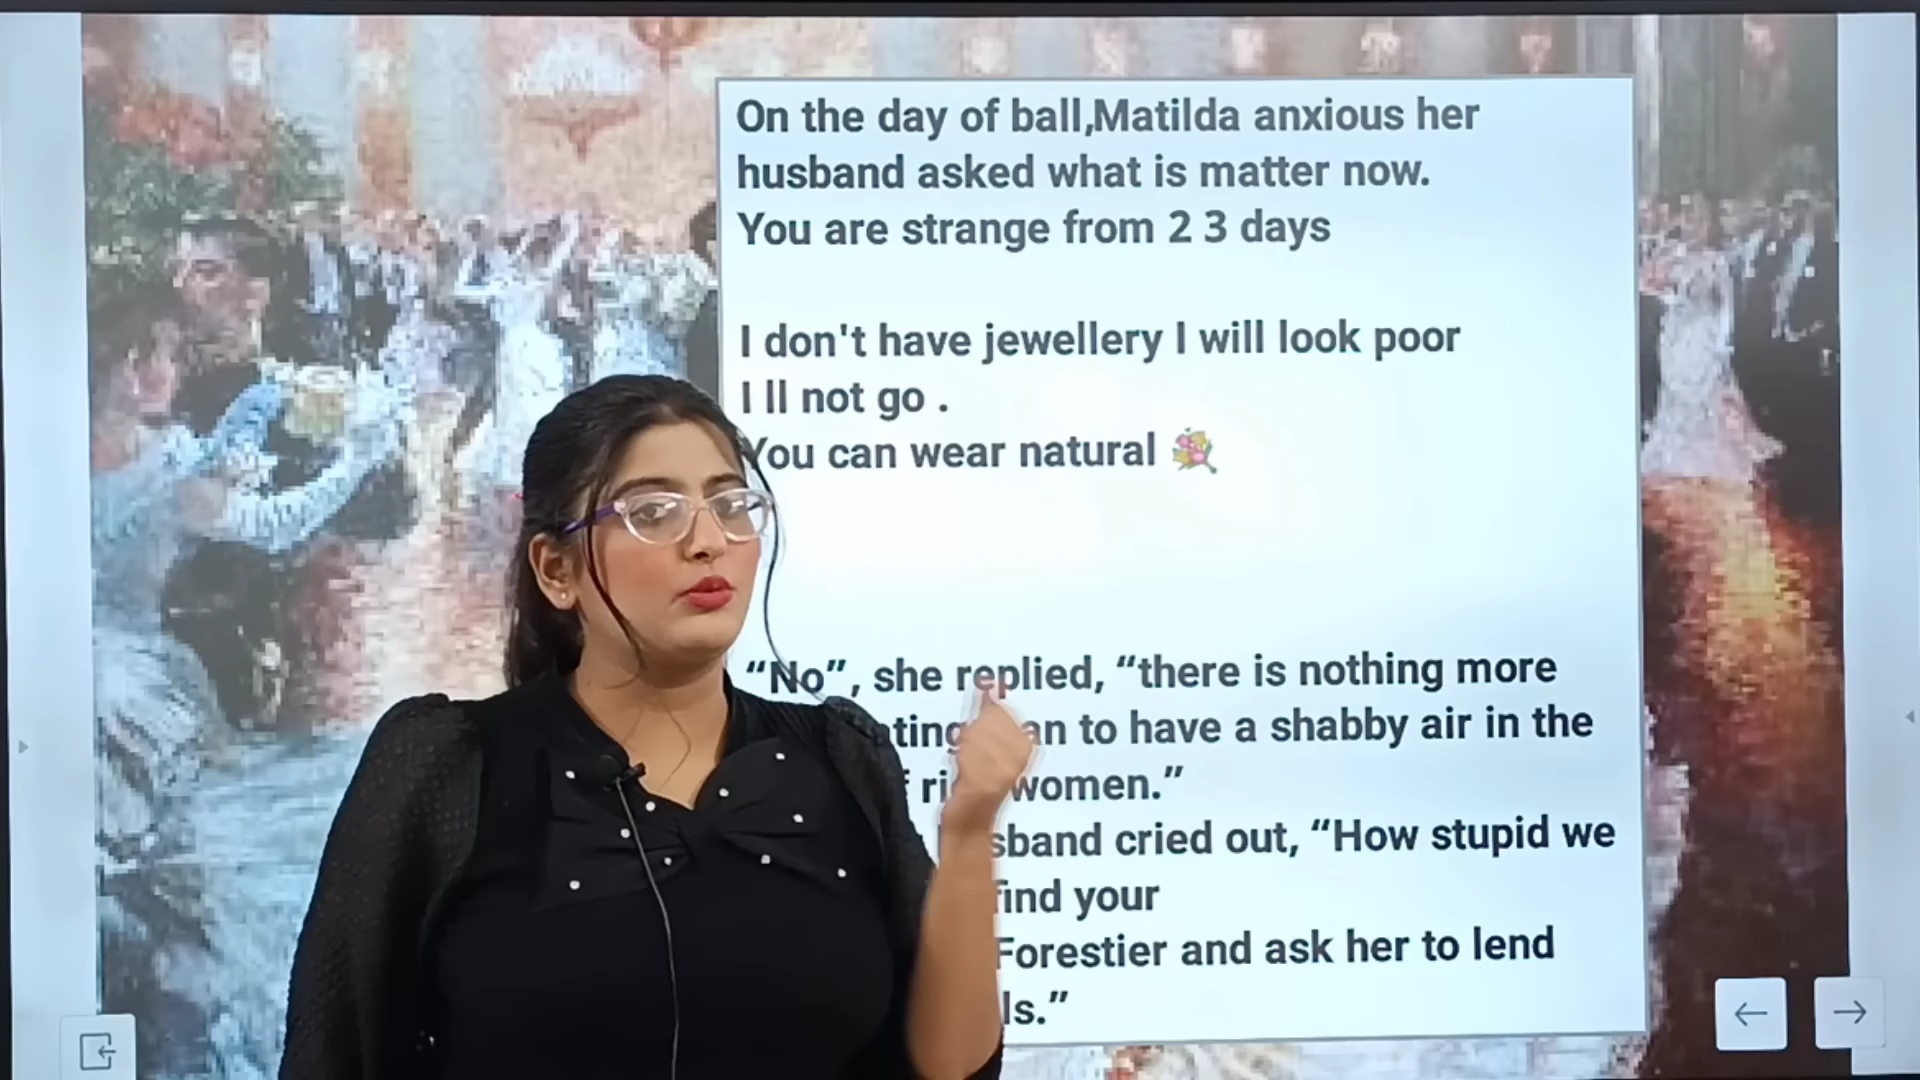 On the day of ball,Matilda anxious her
husband asked what is matter now.
You are strange from 2 3 days
I don't have jewellery I will look poor
I ll not go .
You can wear natural 💐
“No”, she replied, “there is nothing more
to have a shabby air in the
women.”
cried out, “How stupid we
find your
Forestier and ask her to lend